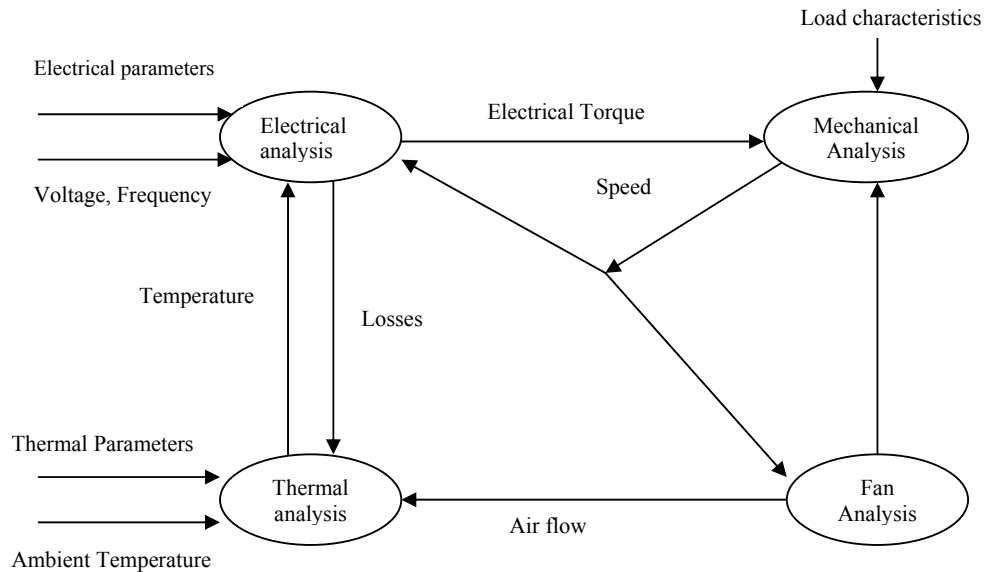 Load characteristics
Electrical parameters
Electrical Torque
Electrical
analysis
Mechanical
Analysis
Voltage, Frequency
Speed
Temperature
Losses
Thermal Parameters
Thermal
analysis
Fan
Analysis
Air flow
Ambient Temperature